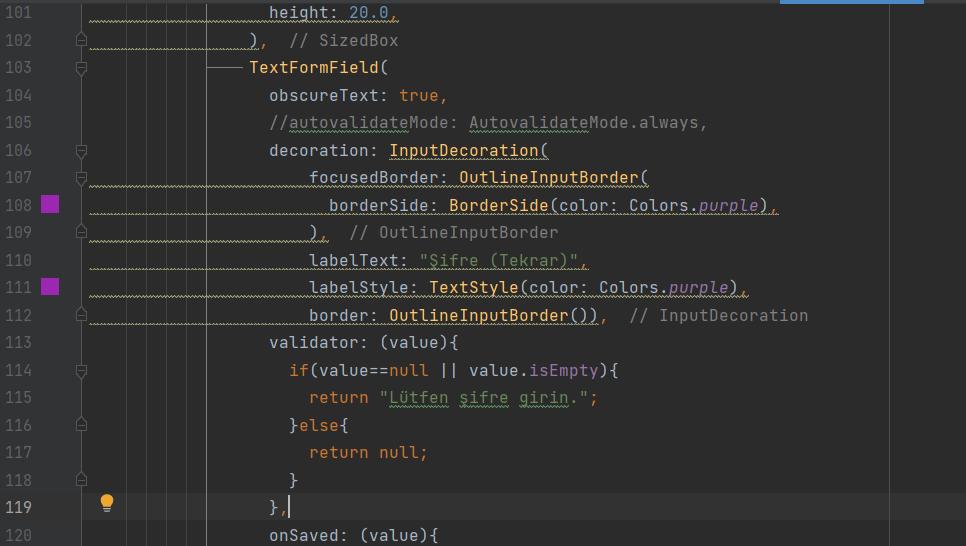 101 height: 20.0,
102 ), // SizedBox
103 TextFormField(
104 obscureText: true,
105 //autovalidateMode: AutovalidateMode.always,
106 decoration: InputDecoration(
107 focusedBorder: OutlineInputBorder(
108 borderSide: BorderSide(color: Colors.purple),
109 ), // OutlineInputBorder
110 labelText: "Şifre (Tekrar)",
111 labelStyle: TextStyle(color: Colors.purple),
112 border: OutlineInputBorder()), // InputDecoration
113 validator: (value){
114 if(value==null || value.isEmpty){
115 return "Lütfen şifre girin.";
116 }else{
117 return null;
118 }
119 },
120 onSaved: (value){